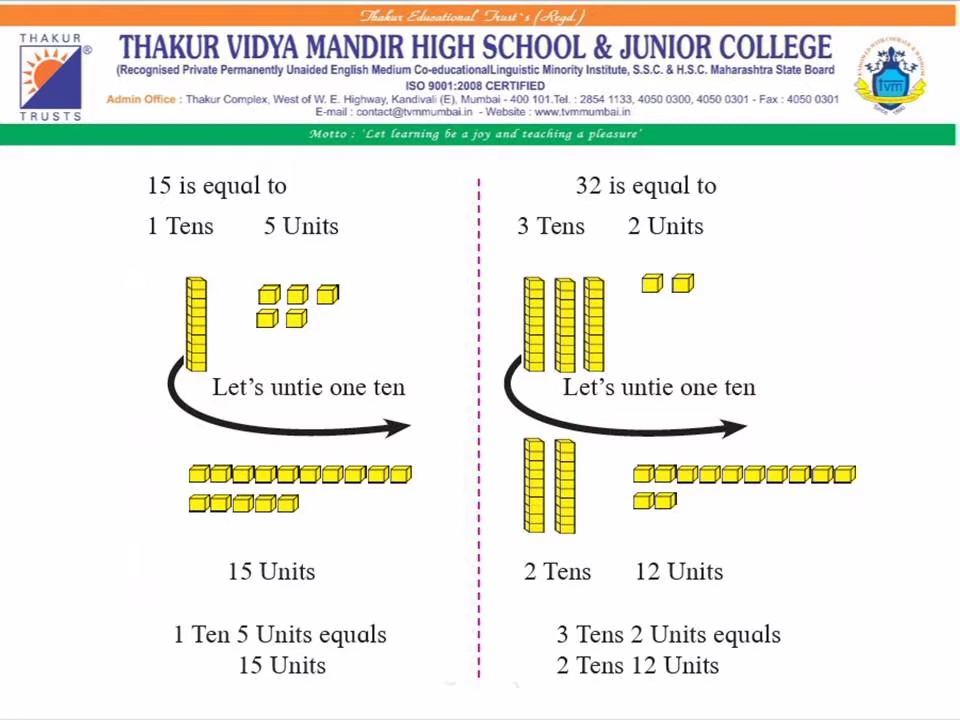 Thakur Educational Trust's (Regd.)
THAKUR
TRUSTS
®
THAKUR VIDYA MANDIR HIGH SCHOOL & JUNIOR COLLEGE
(Recognised Private Permanently Unaided English Medium Co-educationalLinguistic Minority Institute, S.S.C. & H.S.C. Maharashtra State Board
ISO 9001:2008 CERTIFIED
Admin Office : Thakur Complex, West of W. E. Highway, Kandivali (E), Mumbai - 400 101.Tel. : 2854 1133, 4050 0300, 4050 0301 - Fax : 4050 0301
E-mail : contact@tvmmumbai.in - Website : www.tvmmumbai.in
tvm
Motto : 'Let learning be a joy and teaching a pleasure'
15 is equal to
1 Tens 5 Units
Let's untie one ten
15 Units
1 Ten 5 Units equals
15 Units
32 is equal to
3 Tens 2 Units
Let's untie one ten
2 Tens 12 Units
3 Tens 2 Units equals
2 Tens 12 Units